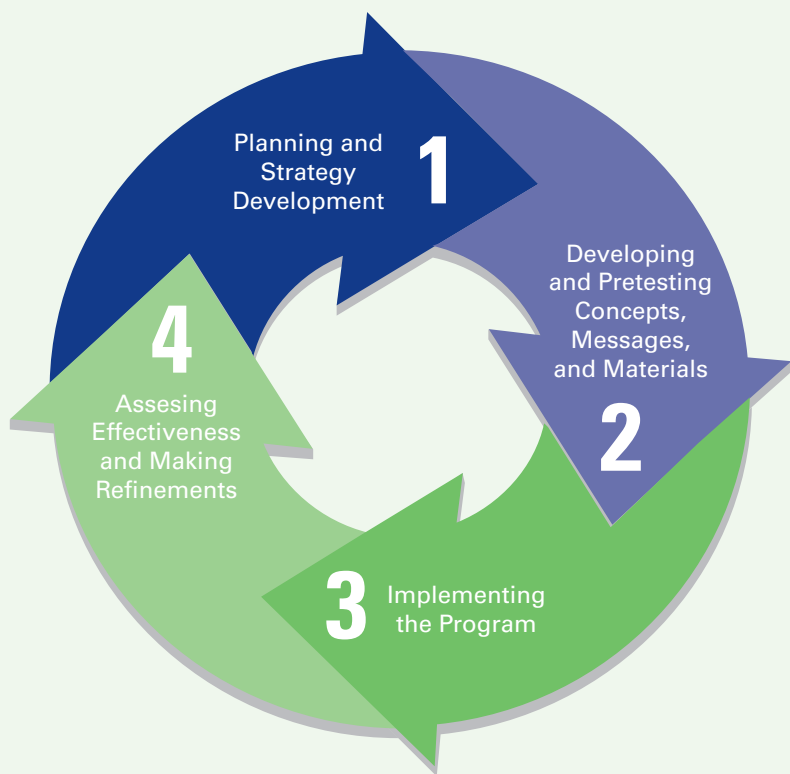 Planning and
Strategy
Development
1
Developing
and Pretesting
Concepts,
Messages,
and Materials
2
3
Implementing
the Program
4
Assesing
Effectiveness
and Making
Refinements